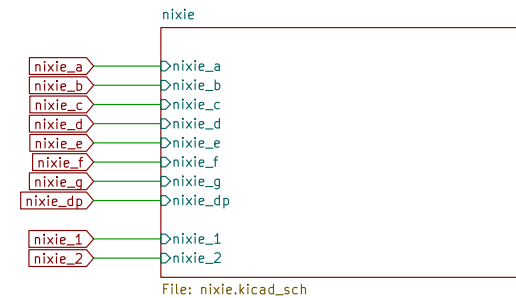 nixie
nixie_a nixie_a
nixie_b nixie_b
nixie_c nixie_c
nixie_d nixie_d
nixie_e nixie_e
nixie_f nixie_f
nixie_g nixie_g
nixie_dp nixie_dp
nixie_1 nixie_1
nixie_2 nixie_2
File: nixie.kicad_sch